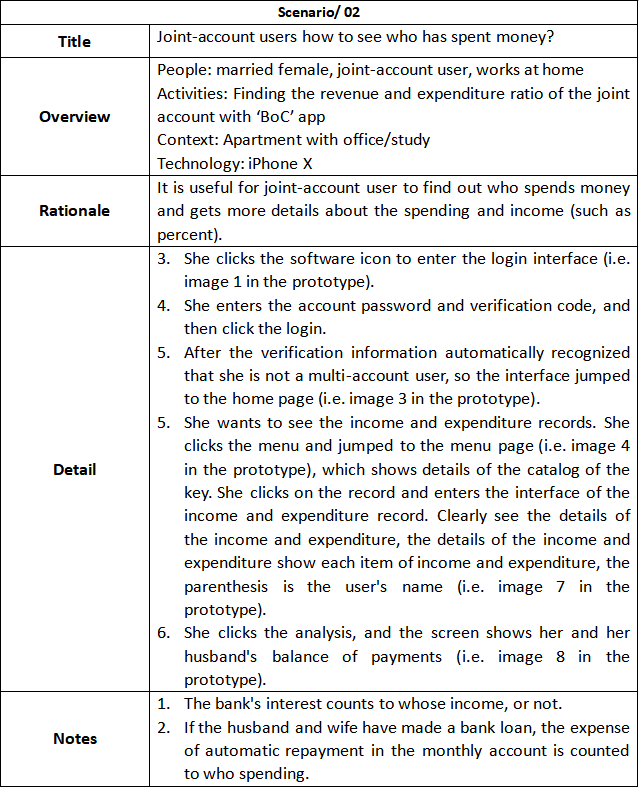 Scenario/ 02
Title
Joint-account users how to see who has spent money?
Overview
People: married female, joint-account user, works at home
Activities: Finding the revenue and expenditure ratio of the joint
account with ‘BoC’ app
Context: Apartment with office/study
Technology: iPhone X
Rationale
It is useful for joint-account user to find out who spends money
and gets more details about the spending and income (such as
percent).
Detail
3. She clicks the software icon to enter the login interface (i.e.
image 1 in the prototype).
4. She enters the account password and verification code, and
then click the login.
5. After the verification information automatically recognized
that she is not a multi-account user, so the interface jumped
to the home page (i.e. image 3 in the prototype).
5. She wants to see the income and expenditure records. She
clicks the menu and jumped to the menu page (i.e. image 4
in the prototype), which shows details of the catalog of the
key. She clicks on the record and enters the interface of the
income and expenditure record. Clearly see the details of
the income and expenditure, the details of the income and
expenditure show each item of income and expenditure, the
parenthesis is the user's name (i.e. image 7 in the
prototype).
6. She clicks the analysis, and the screen shows her and her
husband's balance of payments (i.e. image 8 in the
prototype).
Notes
1. The bank's interest counts to whose income, or not.
2. If the husband and wife have made a bank loan, the expense
of automatic repayment in the monthly account is counted
to who spending.